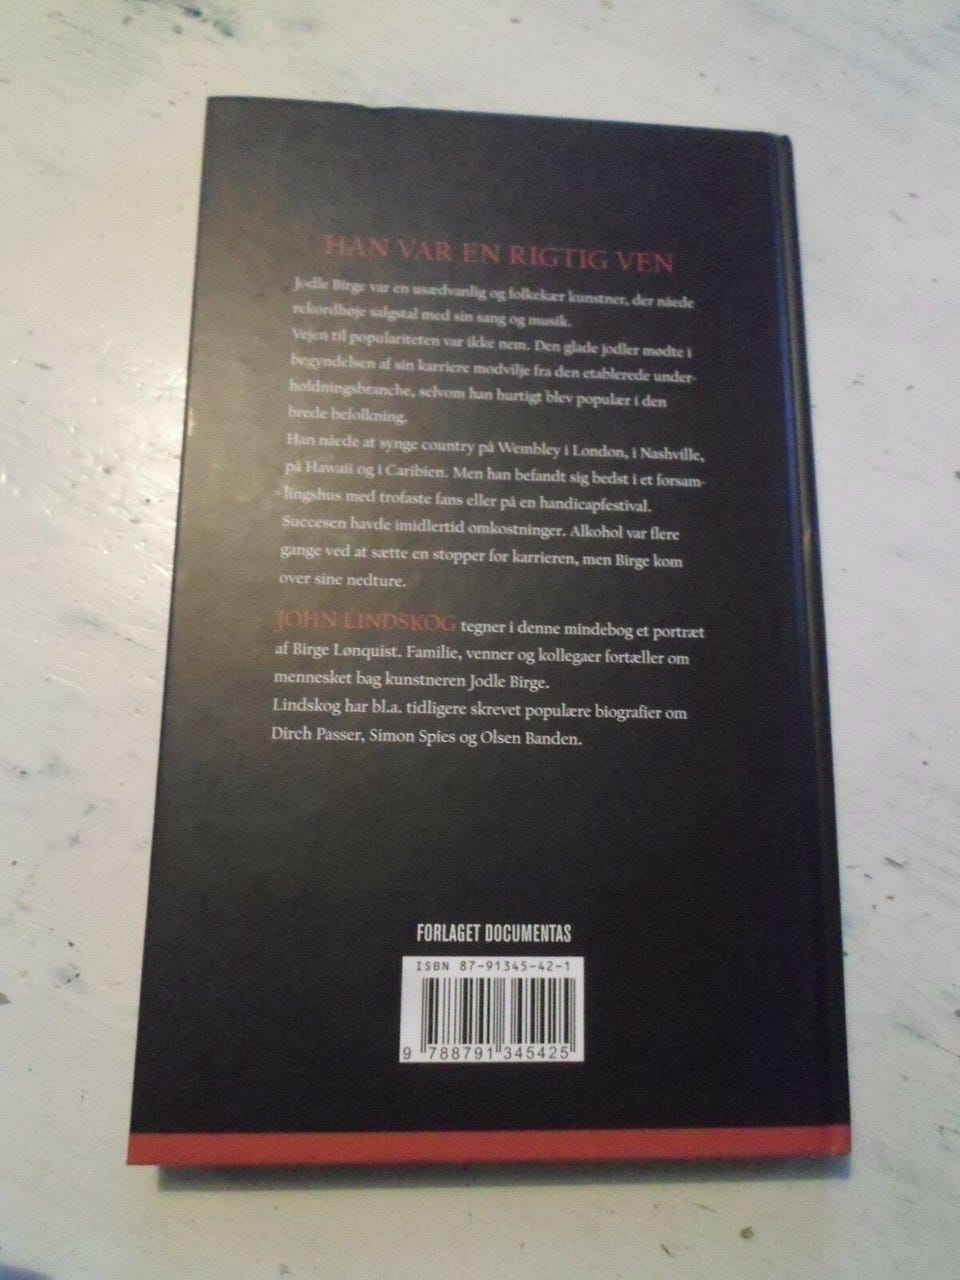 HAN VAR EN RIGTIG VEN
Jodle Birge var en usædvanlig og folkekær kunstner, der nåede
rekordhøje salgstal med sin sang og musik.
Vejen til populariteten var ikke nem. Den glade jodler mødte i
begyndelsen af sin karriere modvilje fra den etablerede under-
holdningsbranche, selvom han hurtigt blev populær i den
brede befolkning.
Han nåede at synge country på Wembley i London, i Nashville,
på Hawaii og i Caribien. Men han befandt sig bedst i et forsam-
lingshus med trofaste fans eller på en handicapfestival.
Succesen havde imidlertid omkostninger. Alkohol var flere
gange ved at sætte en stopper for karrieren, men Birge kom
over sine nedture.
JOHN LINDSKOG tegner i denne mindebog et portræt
af Birge Lønquist. Familie, venner og kollegaer fortæller om
mennesket bag kunstneren Jodle Birge.
Lindskog har bl.a. tidligere skrevet populære biografier om
Dirch Passer, Simon Spies og Olsen Banden.
FORLAGET DOCUMENTAS
ISBN 87-91345-42-1
9 788791 345425